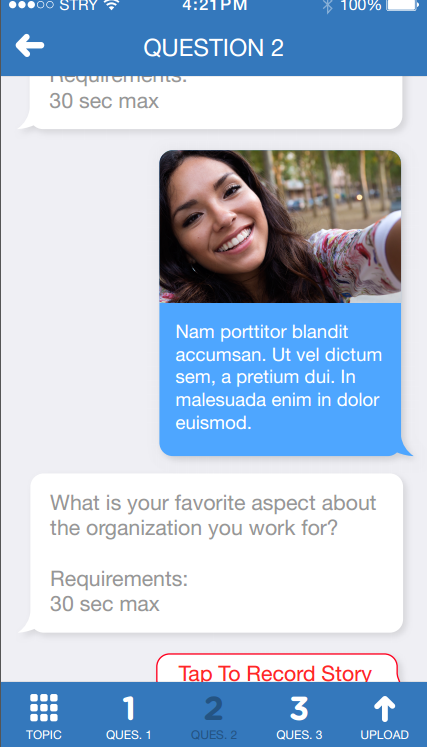 STRY 4:21PM 100%
QUESTION 2
Requirements:
30 sec max
Nam porttitor blandit
accumsan. Ut vel dictum
sem, a pretium dui. In
malesuada enim in dolor
euismod.
What is your favorite aspect about
the organization you work for?
Requirements:
30 sec max
Tap To Record Story
1 2 3
TOPIC QUES. 1 QUES. 2 QUES. 3 UPLOAD